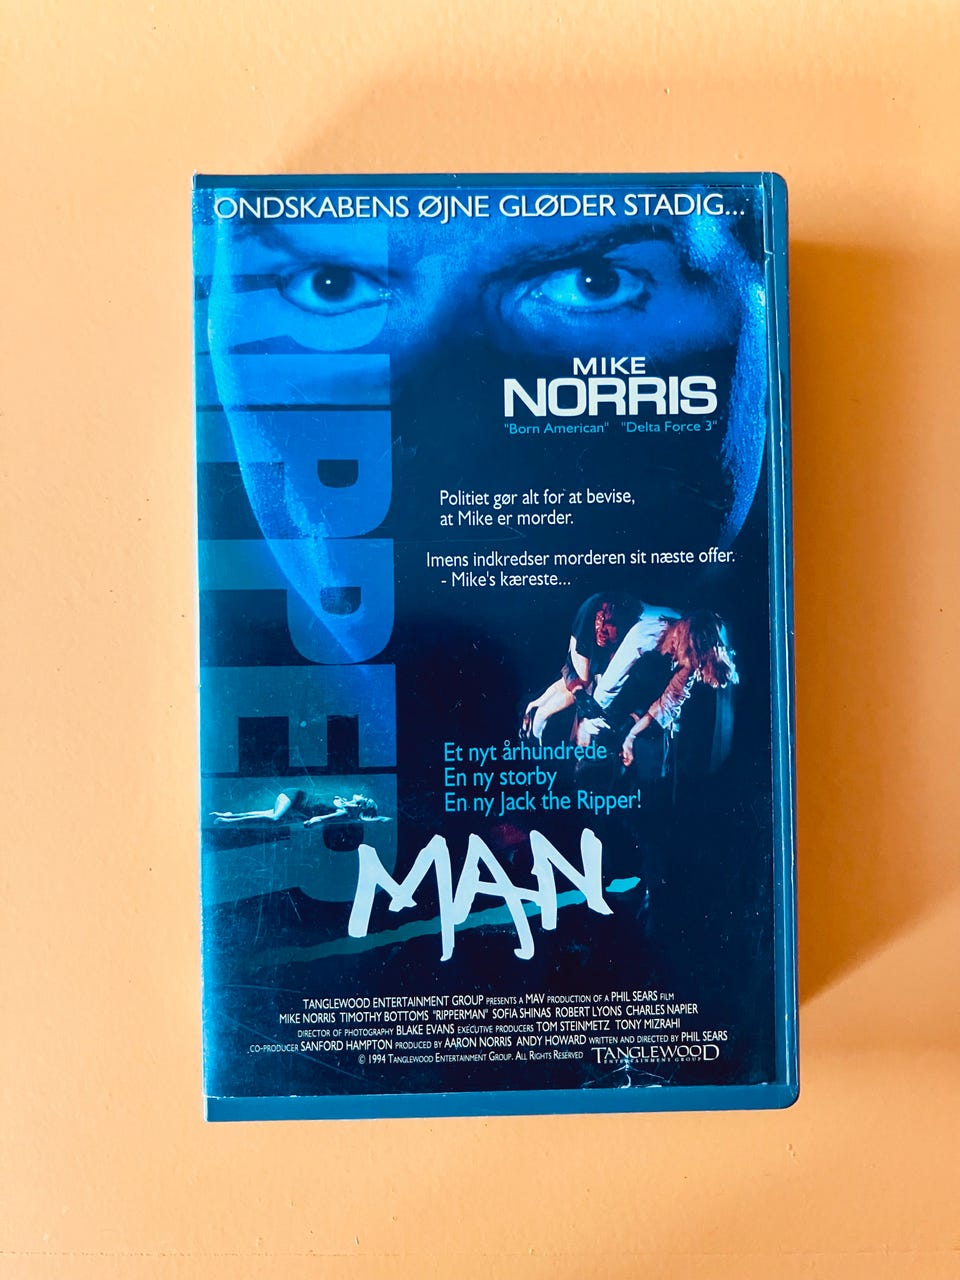 ONDSKABENS ØJNE GLØDER STADIG...
RIPPER
MIKE
NORRIS
"Born American" "Delta Force 3"
Politiet gør alt for at bevise,
at Mike er morder.
Imens indkredser morderen sit næste offer.
- Mike's kæreste...
Et nyt århundrede
En ny storby
En ny Jack the Ripper!
MAN
TANGLEWOOD ENTERTAINMENT GROUP PRESENTS A MAV PRODUCTION OF A PHIL SEARS FILM
MIKE NORRIS TIMOTHY BOTTOMS "RIPPERMAN" SOFIA SHINAS ROBERT LYONS CHARLES NAPIER
DIRECTOR OF PHOTOGRAPHY BLAKE EVANS EXECUTIVE PRODUCERS TOM STEINMETZ TONY MIZRAHI
CO-PRODUCER SANFORD HAMPTON PRODUCED BY AARON NORRIS ANDY HOWARD WRITTEN AND DIRECTED BY PHIL SEARS
© 1994 TANGLEWOOD ENTERTAINMENT GROUP. ALL RIGHTS RESERVED
TANGLEWOOD
ENTERTAINMENT GROUP